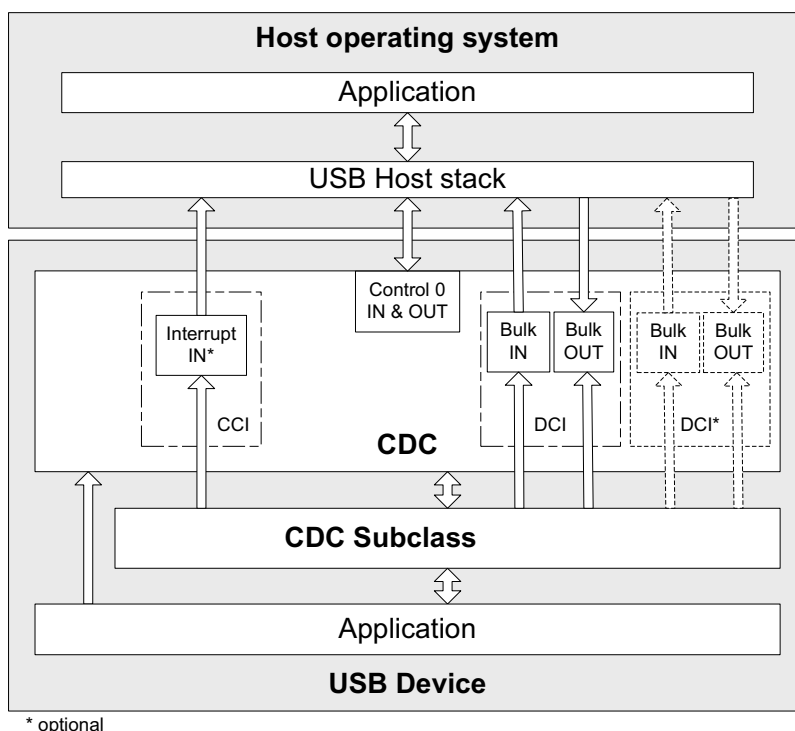 Host operating system
Application
USB Host stack
Control 0
IN & OUT
Interrupt
IN*
Bulk
IN
Bulk
OUT
Bulk
IN
Bulk
OUT
CCI
DCI
DCI*
CDC
CDC Subclass
Application
USB Device
* optional